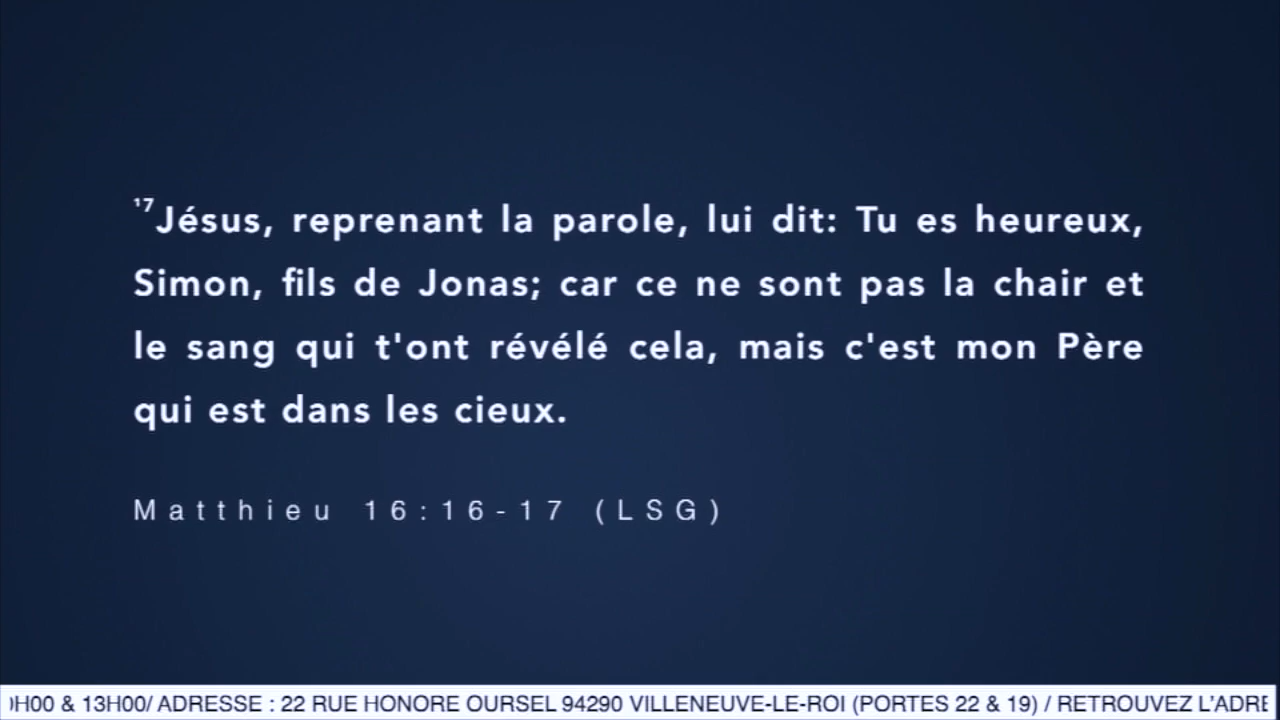 ¹⁷Jésus, reprenant la parole, lui dit: Tu es heureux,
Simon, fils de Jonas; car ce ne sont pas la chair et
le sang qui t'ont révélé cela, mais c'est mon Père
qui est dans les cieux.
Matthieu 16:16-17 (LSG)
H00 & 13H00/ ADRESSE : 22 RUE HONORE OURSEL 94290 VILLENEUVE-LE-ROI (PORTES 22 & 19) / RETROUVEZ L'ADRE